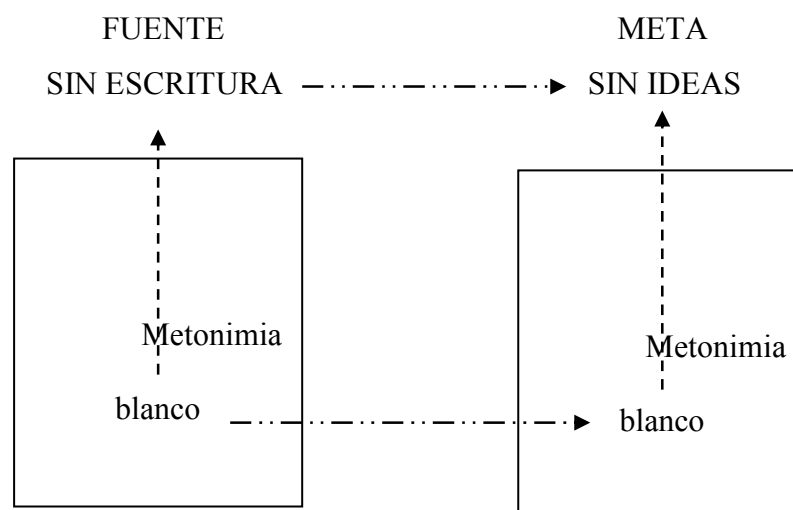 FUENTE META
SIN ESCRITURA SIN IDEAS
Metonimia
Metonimia
blanco
blanco